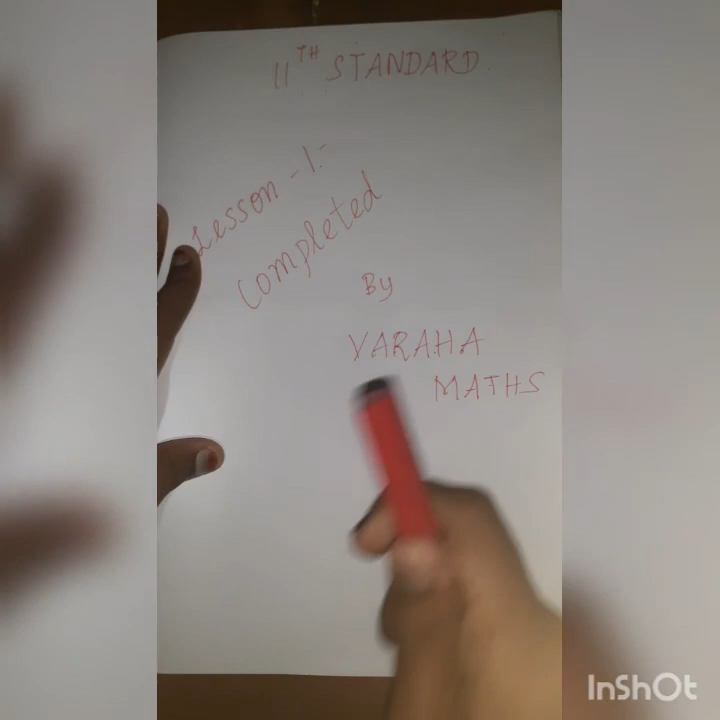 11TH STANDARD
Lesson - 1:-
Completed
By
VARAHA
MATHS
InShOt